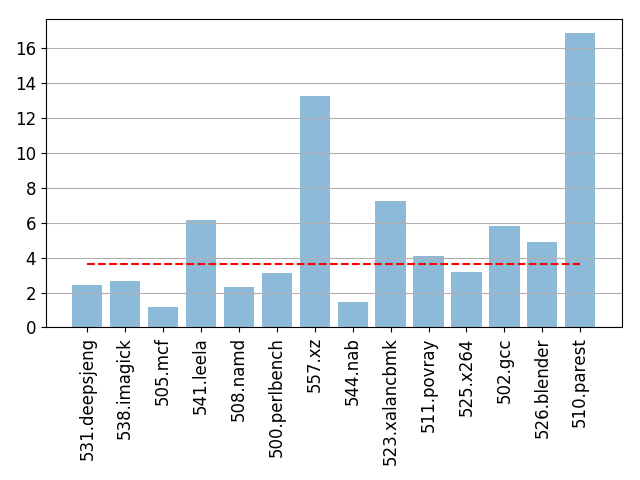 16
14
12
10
8
6
4
2
0
531.deepsjeng
538.imagick
505.mcf
541.leela
508.namd
500.perlbench
557.xz
544.nab
523.xalancbmk
511.povray
525.x264
502.gcc
526.blender
510.parest